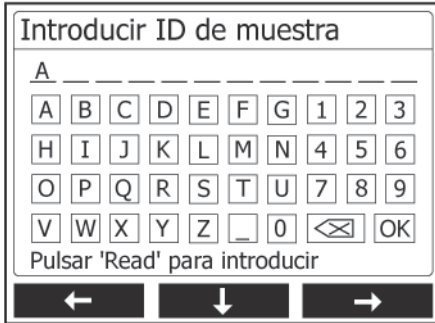 Introducir ID de muestra
A _ _ _ _ _ _ _ _ _ _
A B C D E F G 1 2 3
H I J K L M N 4 5 6
O P Q R S T U 7 8 9
V W X Y Z _ 0 ⌫ OK
Pulsar 'Read' para introducir
← ↓ →